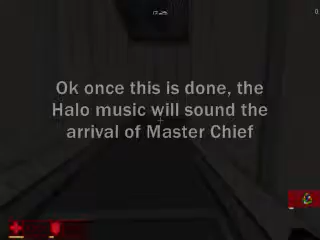 Ok once this is done, the
Halo music will sound the
arrival of Master Chief